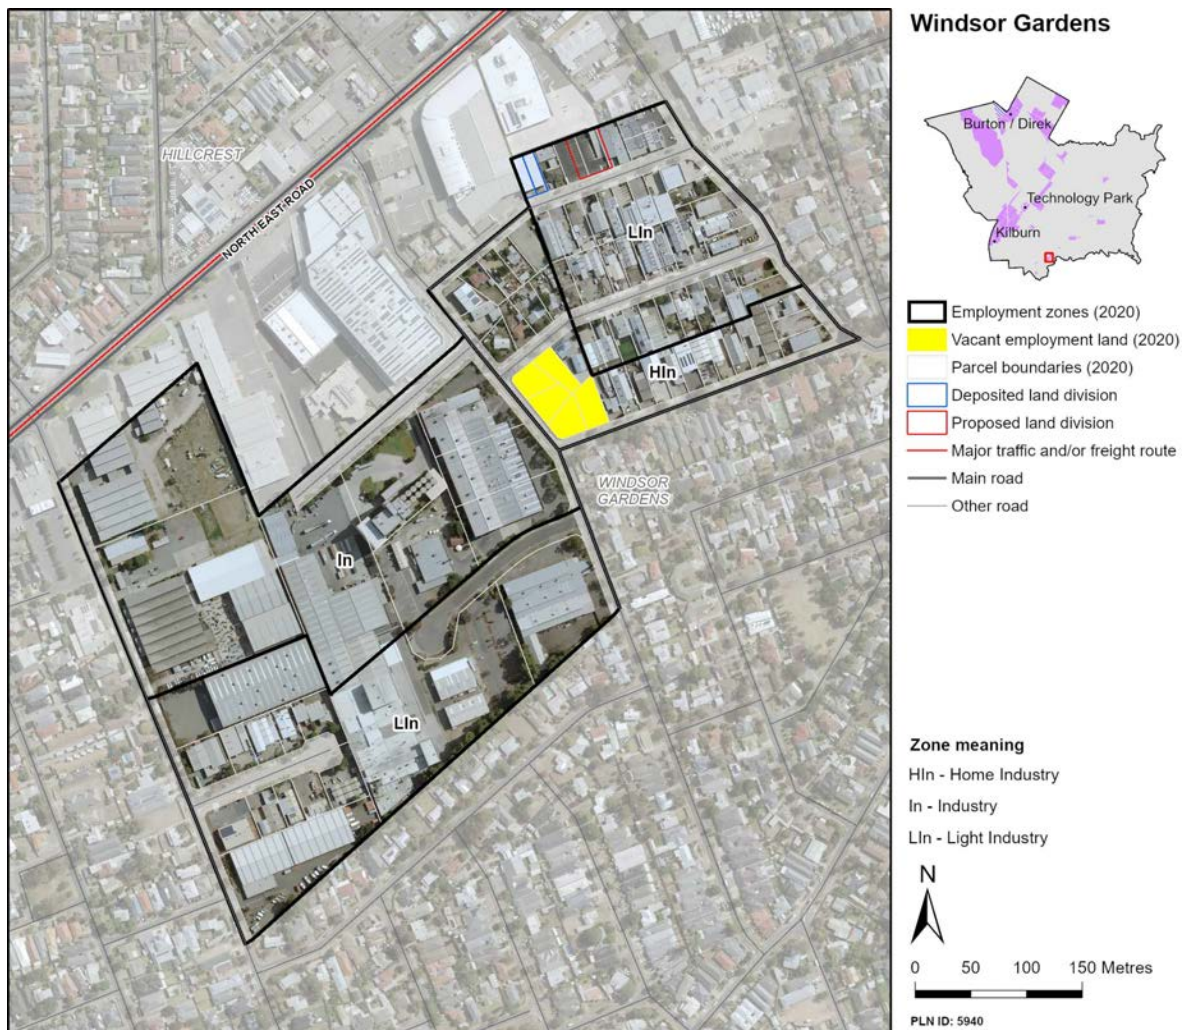 Windsor Gardens
HILLCREST
NORTH EAST ROAD
LIn
HIn
WINDSOR
GARDENS
In
LIn
Burton / Direk
Technology Park
Kilburn
Employment zones (2020)
Vacant employment land (2020)
Parcel boundaries (2020)
Deposited land division
Proposed land division
Major traffic and/or freight route
Main road
Other road
Zone meaning
HIn - Home Industry
In - Industry
LIn - Light Industry
N
0 50 100 150 Metres
PLN ID: 5940